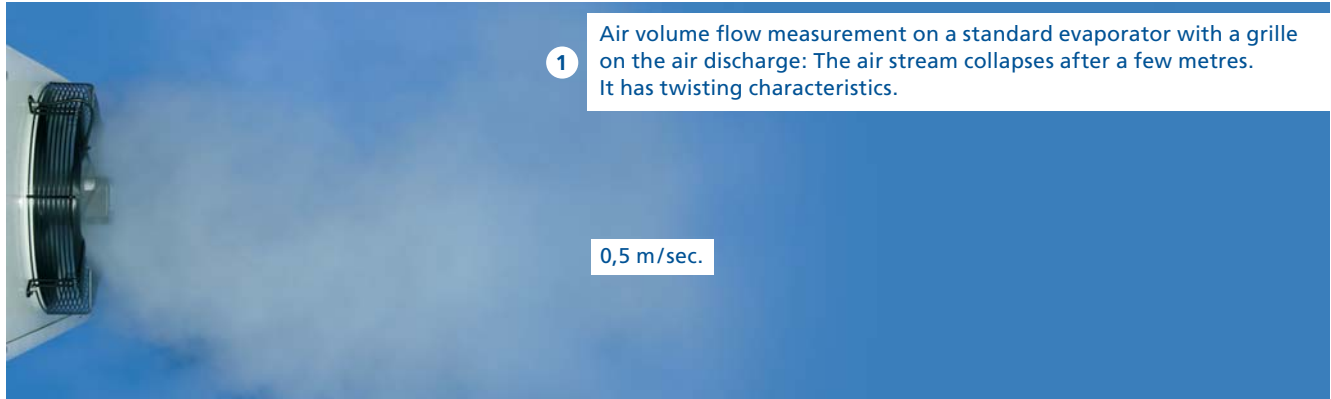 1
Air volume flow measurement on a standard evaporator with a grille
on the air discharge: The air stream collapses after a few metres.
It has twisting characteristics.
0,5 m/sec.